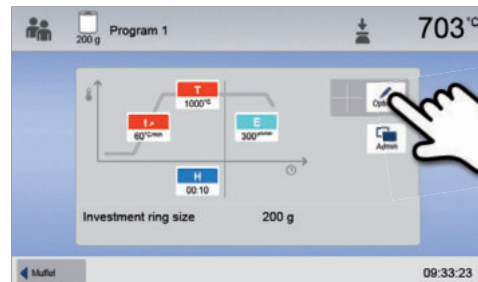 200 g
Program 1
703°C
T
1000°C
t
60°C/min
E
300
H
00:10
Admin
Investment ring size
200 g
Muffel
09:33:23